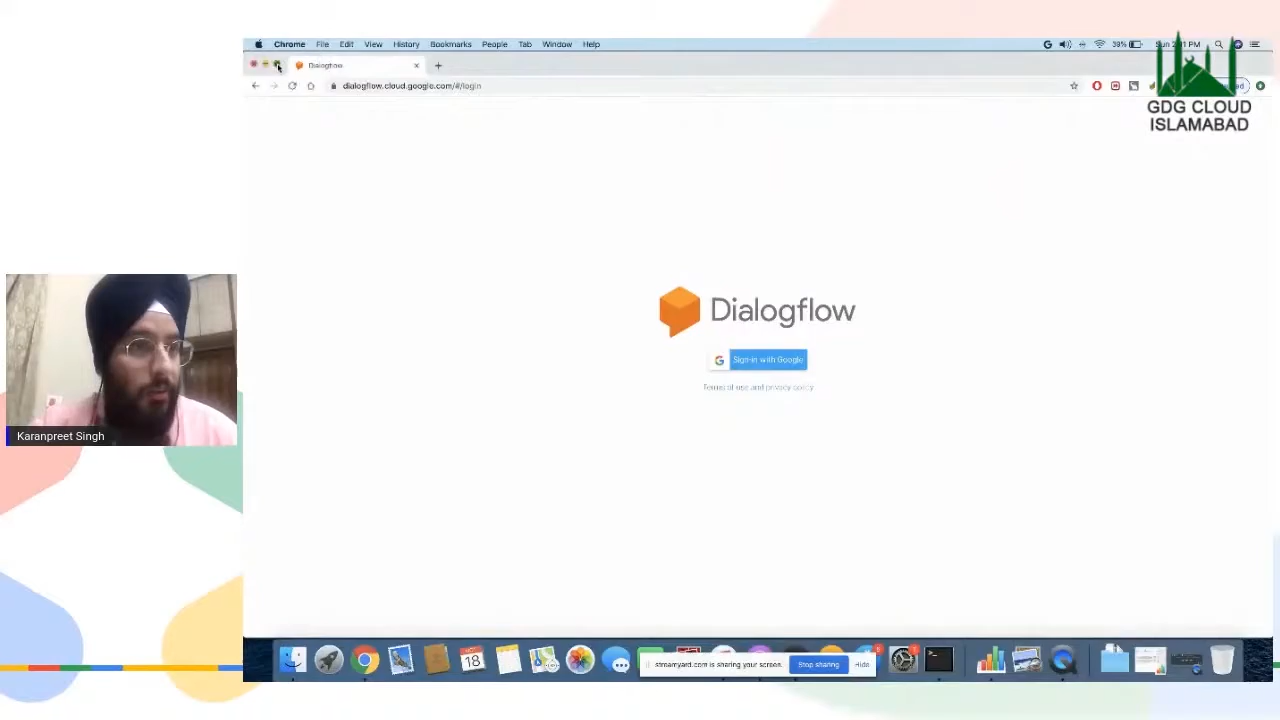 Chrome File Edit View History Bookmarks People Tab Window Help
38%
Dialogflow
dialogflow.cloud.google.com/#/login
GDG CLOUD
ISLAMABAD
Dialogflow
Sign-in with Google
Terms of use and privacy policy
Karanpreet Singh
18
streamyard.com is sharing your screen.
Stop sharing
Hide